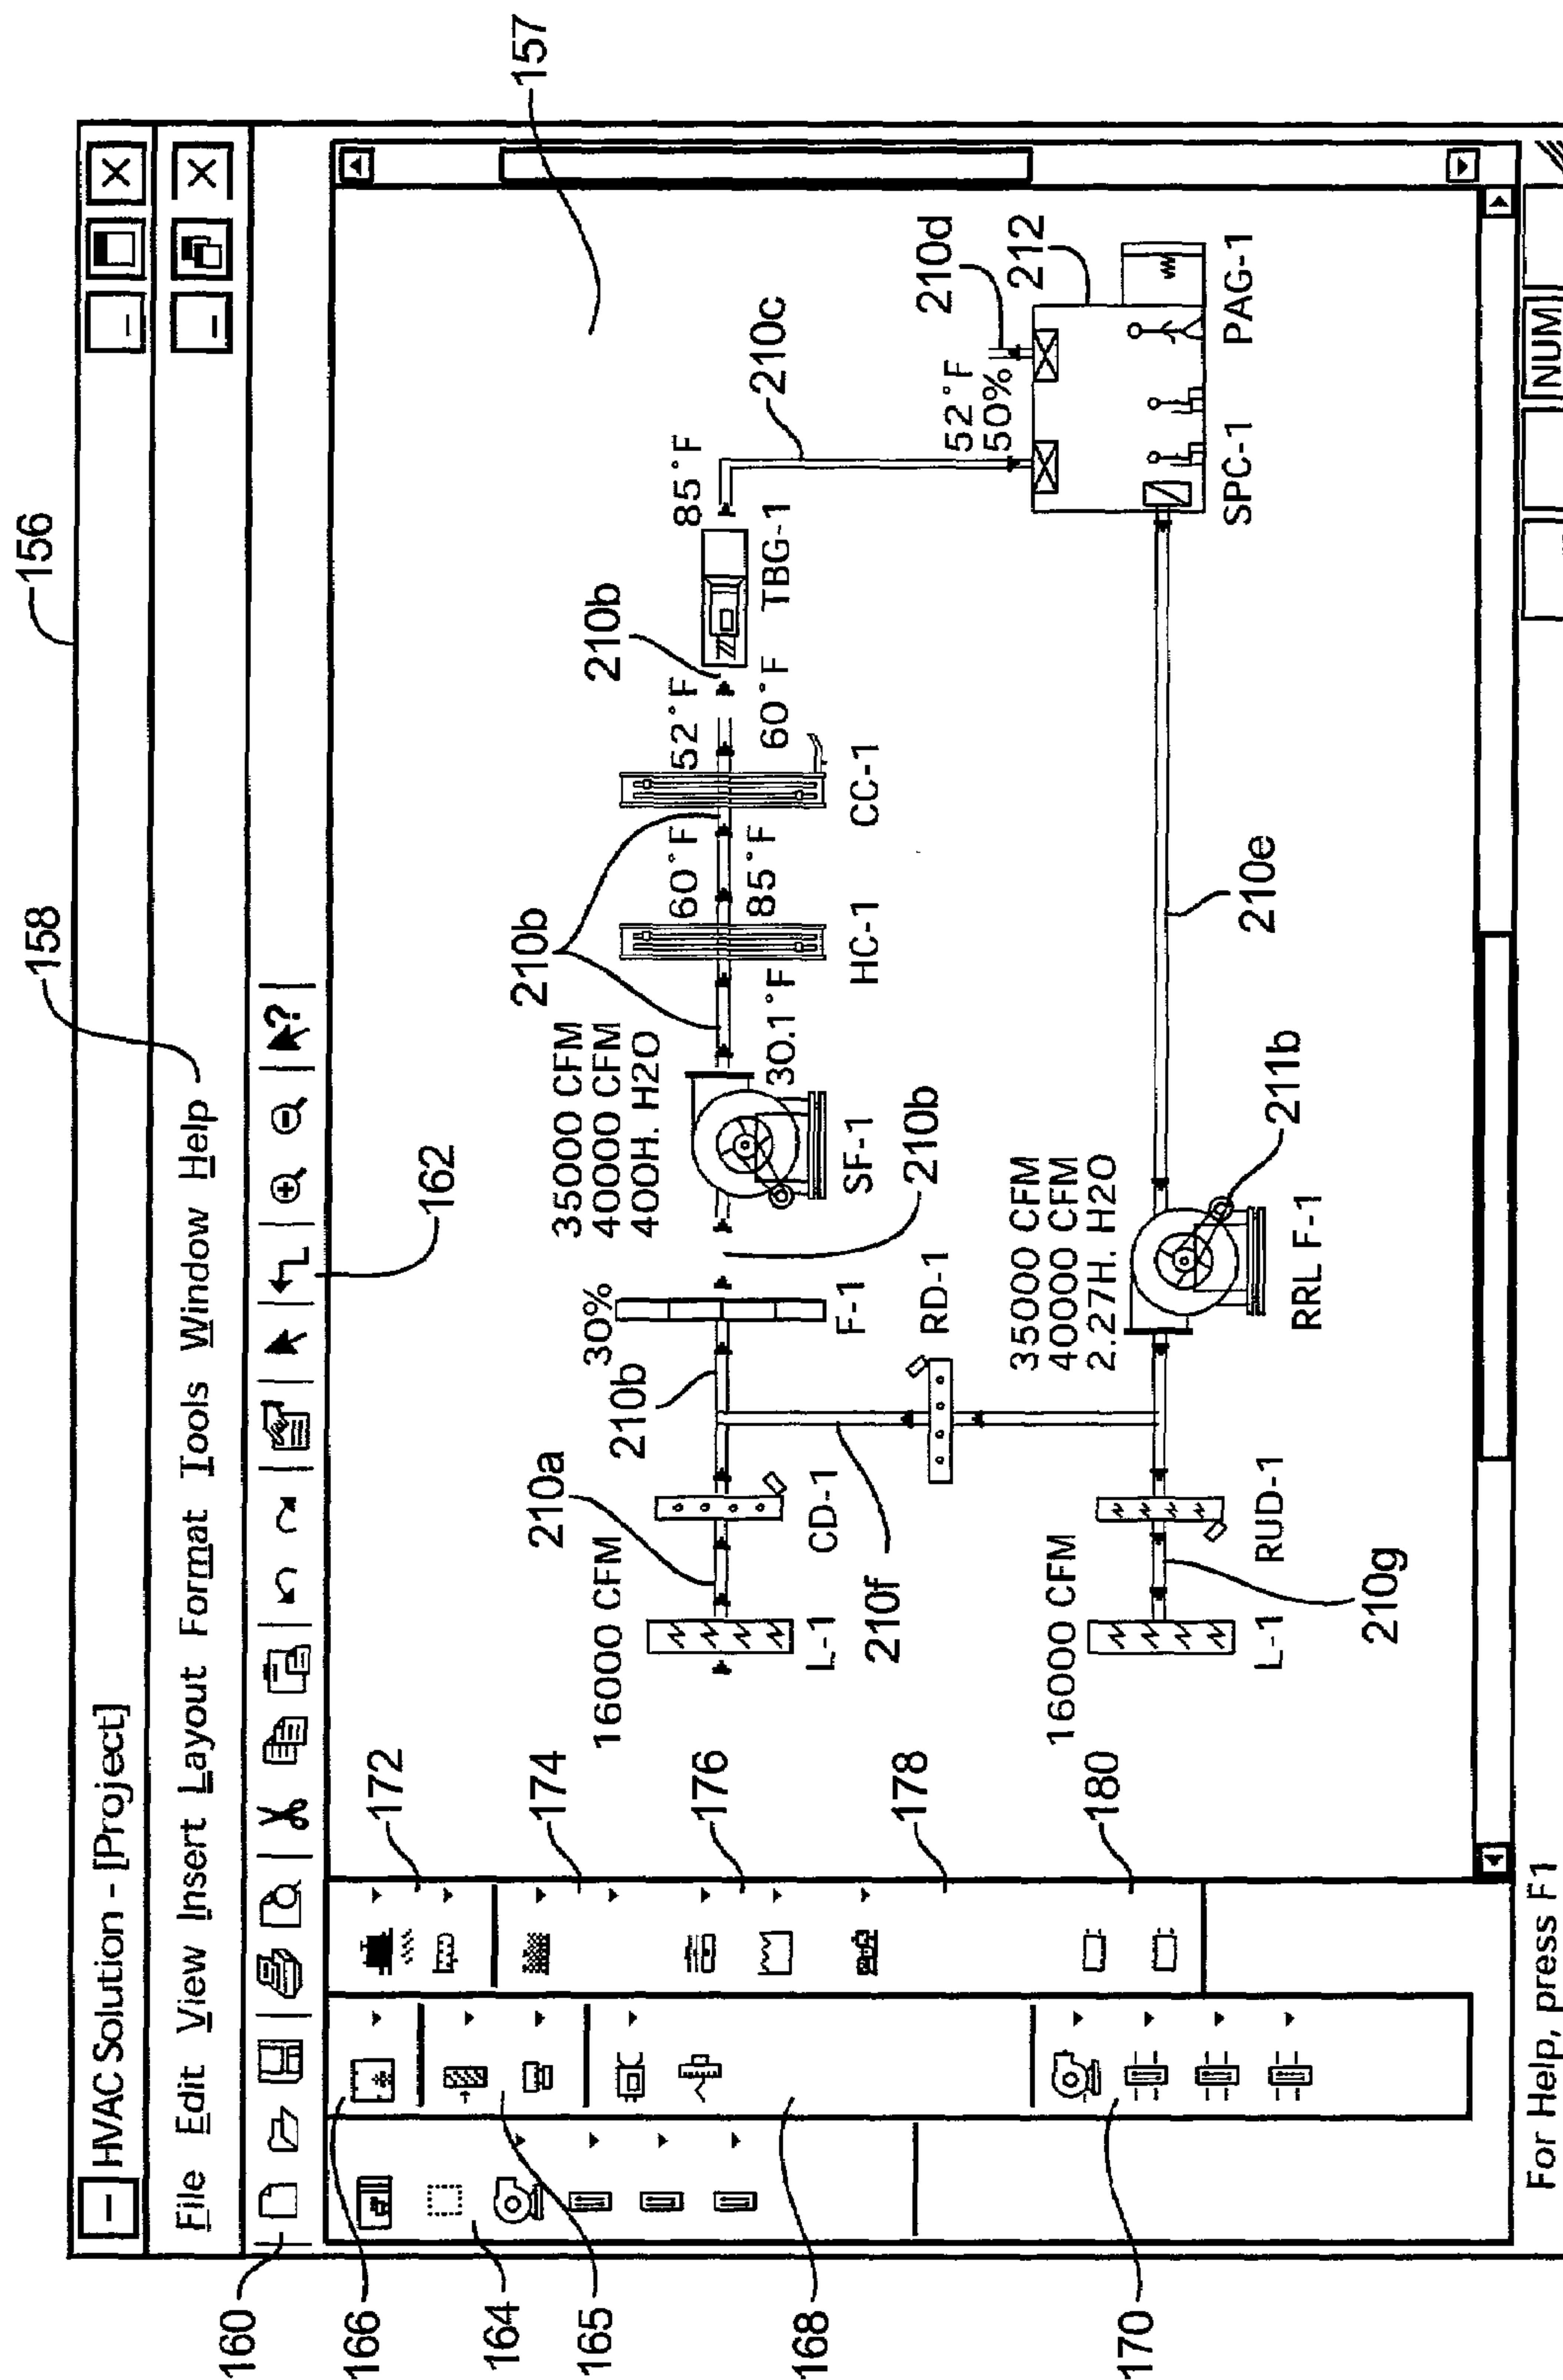 156
HVAC Solution - [Project]
158
File Edit View Insert Layout Format Tools Window Help
160
162
166
164
165
168
170
172
174
176
178
180
157
16000 CFM
210a
L-1
CD-1
210f
30%
210b
F-1
RD-1
35000 CFM
40000 CFM
400H. H2O
SF-1
210b
30.1°F
210b
HC-1
60°F
85°F
CC-1
52°F
60°F
210b
TBG-1
85°F
210c
52°F
50%
210d
212
SPC-1
PAG-1
16000 CFM
L-1
210g
RUD-1
35000 CFM
40000 CFM
2.27H. H2O
RRL F-1
211b
210e
For Help, press F1
NUM